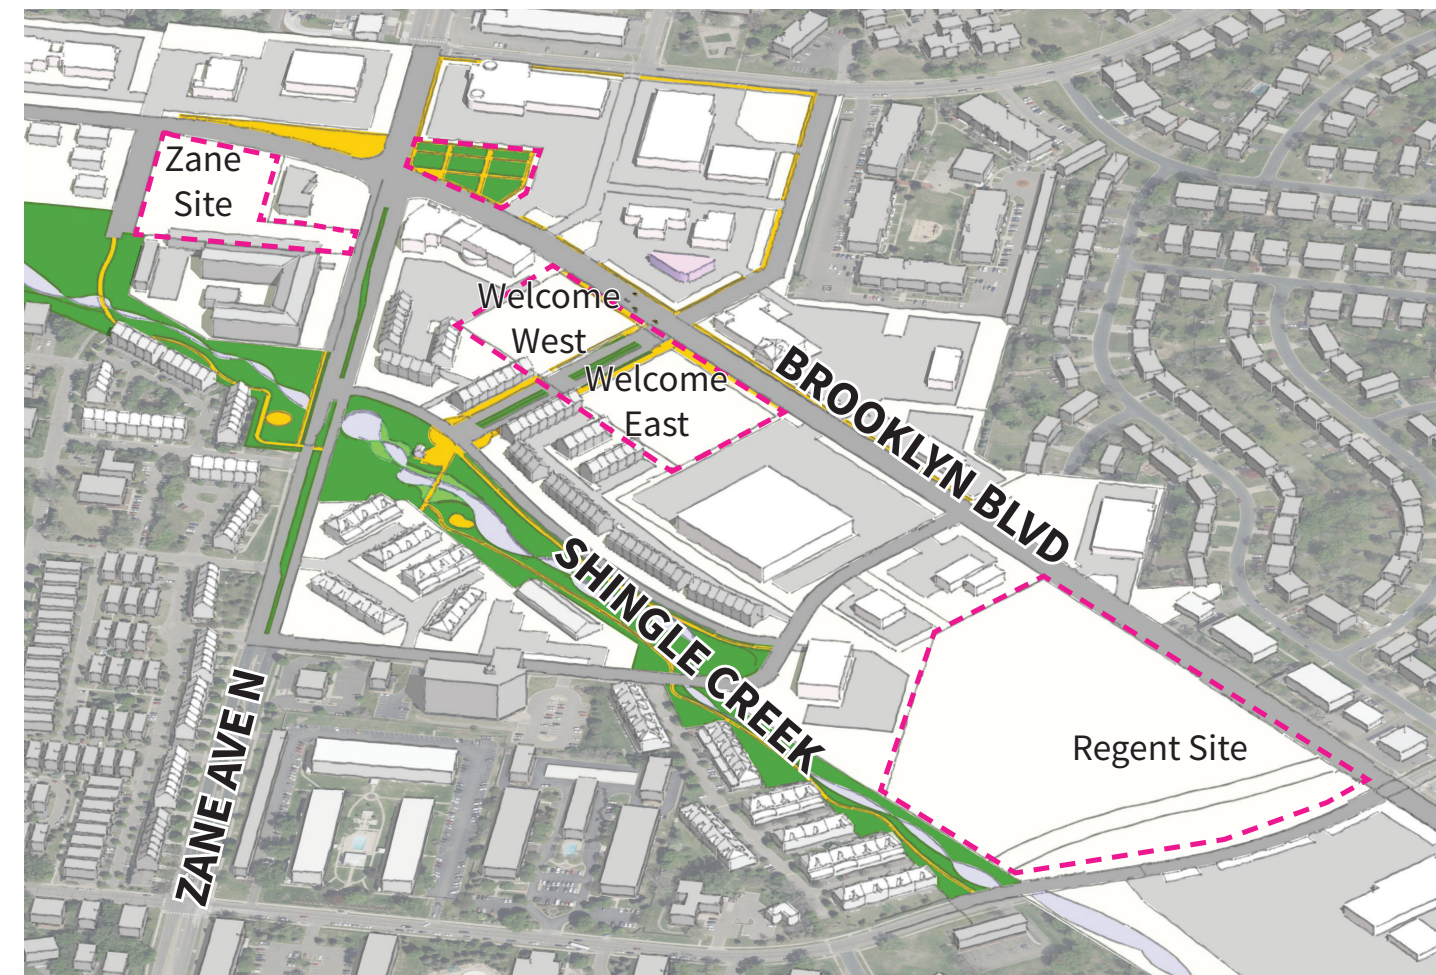 Zane
Site
Welcome
West
Welcome
East
BROOKLYN BLVD
SHINGLE CREEK
ZANE AVE N
Regent Site